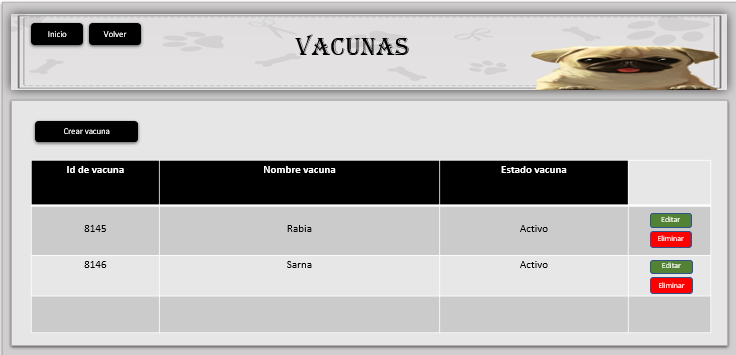 Inicio
Volver
VACUNAS
Crear vacuna
Id de vacuna Nombre vacuna Estado vacuna
8145 Rabia Activo
Editar
Eliminar
8146 Sarna Activo
Editar
Eliminar